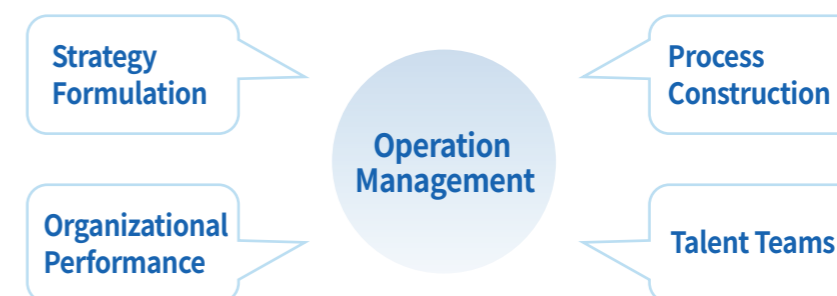 Strategy
Formulation
Process
Construction
Operation
Management
Organizational
Performance
Talent Teams